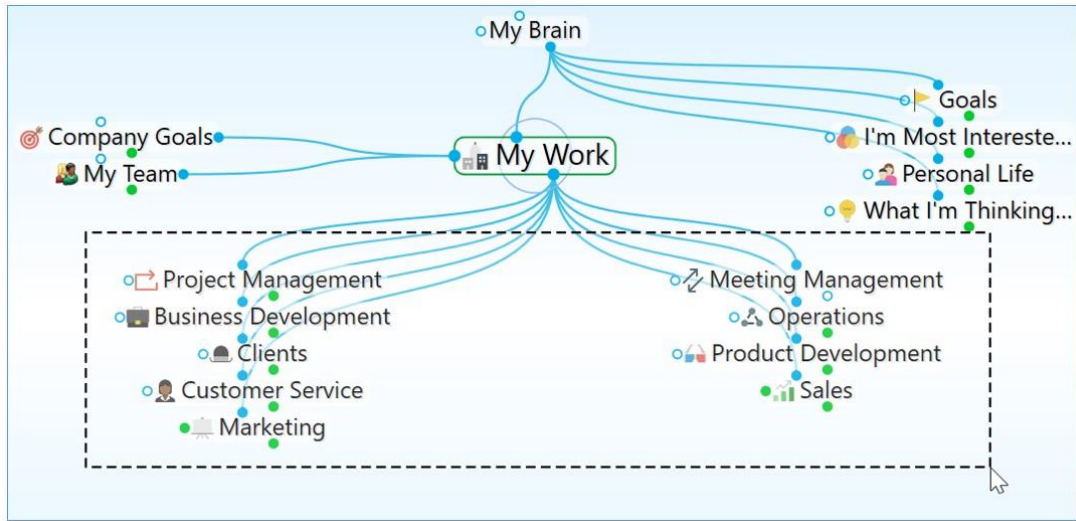 My Brain
Goals
Company Goals
I'm Most Intereste...
My Work
My Team
Personal Life
What I'm Thinking...
Project Management
Meeting Management
Business Development
Operations
Clients
Product Development
Customer Service
Sales
Marketing